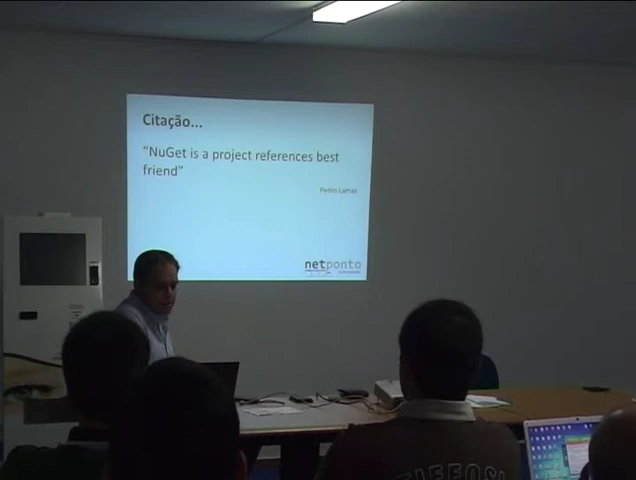 Citação...
“NuGet is a project references best
friend”
Pedro Lamas
netponto